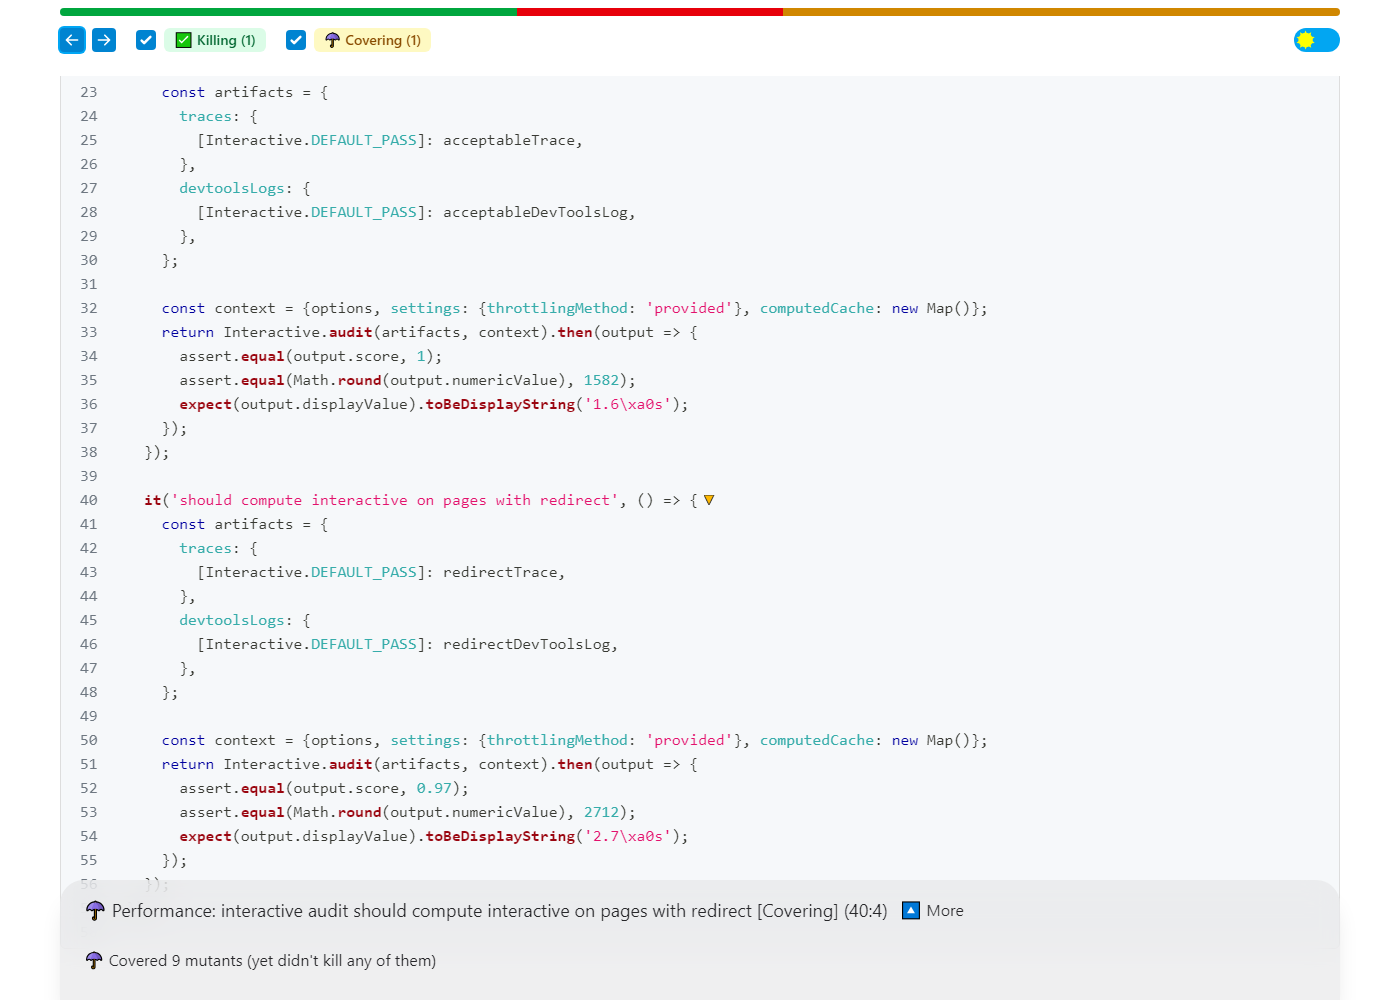 Killing (1) Covering (1)
23 const artifacts = {
24 traces: {
25 [Interactive.DEFAULT_PASS]: acceptableTrace,
26 },
27 devtoolsLogs: {
28 [Interactive.DEFAULT_PASS]: acceptableDevToolsLog,
29 },
30 };
31
32 const context = {options, settings: {throttlingMethod: 'provided'}, computedCache: new Map()};
33 return Interactive.audit(artifacts, context).then(output => {
34 assert.equal(output.score, 1);
35 assert.equal(Math.round(output.numericValue), 1582);
36 expect(output.displayValue).toBeDisplayString('1.6\xa0s');
37 });
38 });
39
40 it('should compute interactive on pages with redirect', () => {
41 const artifacts = {
42 traces: {
43 [Interactive.DEFAULT_PASS]: redirectTrace,
44 },
45 devtoolsLogs: {
46 [Interactive.DEFAULT_PASS]: redirectDevToolsLog,
47 },
48 };
49
50 const context = {options, settings: {throttlingMethod: 'provided'}, computedCache: new Map()};
51 return Interactive.audit(artifacts, context).then(output => {
52 assert.equal(output.score, 0.97);
53 assert.equal(Math.round(output.numericValue), 2712);
54 expect(output.displayValue).toBeDisplayString('2.7\xa0s');
55 });
56 });
Performance: interactive audit should compute interactive on pages with redirect [Covering] (40:4) More
Covered 9 mutants (yet didn't kill any of them)